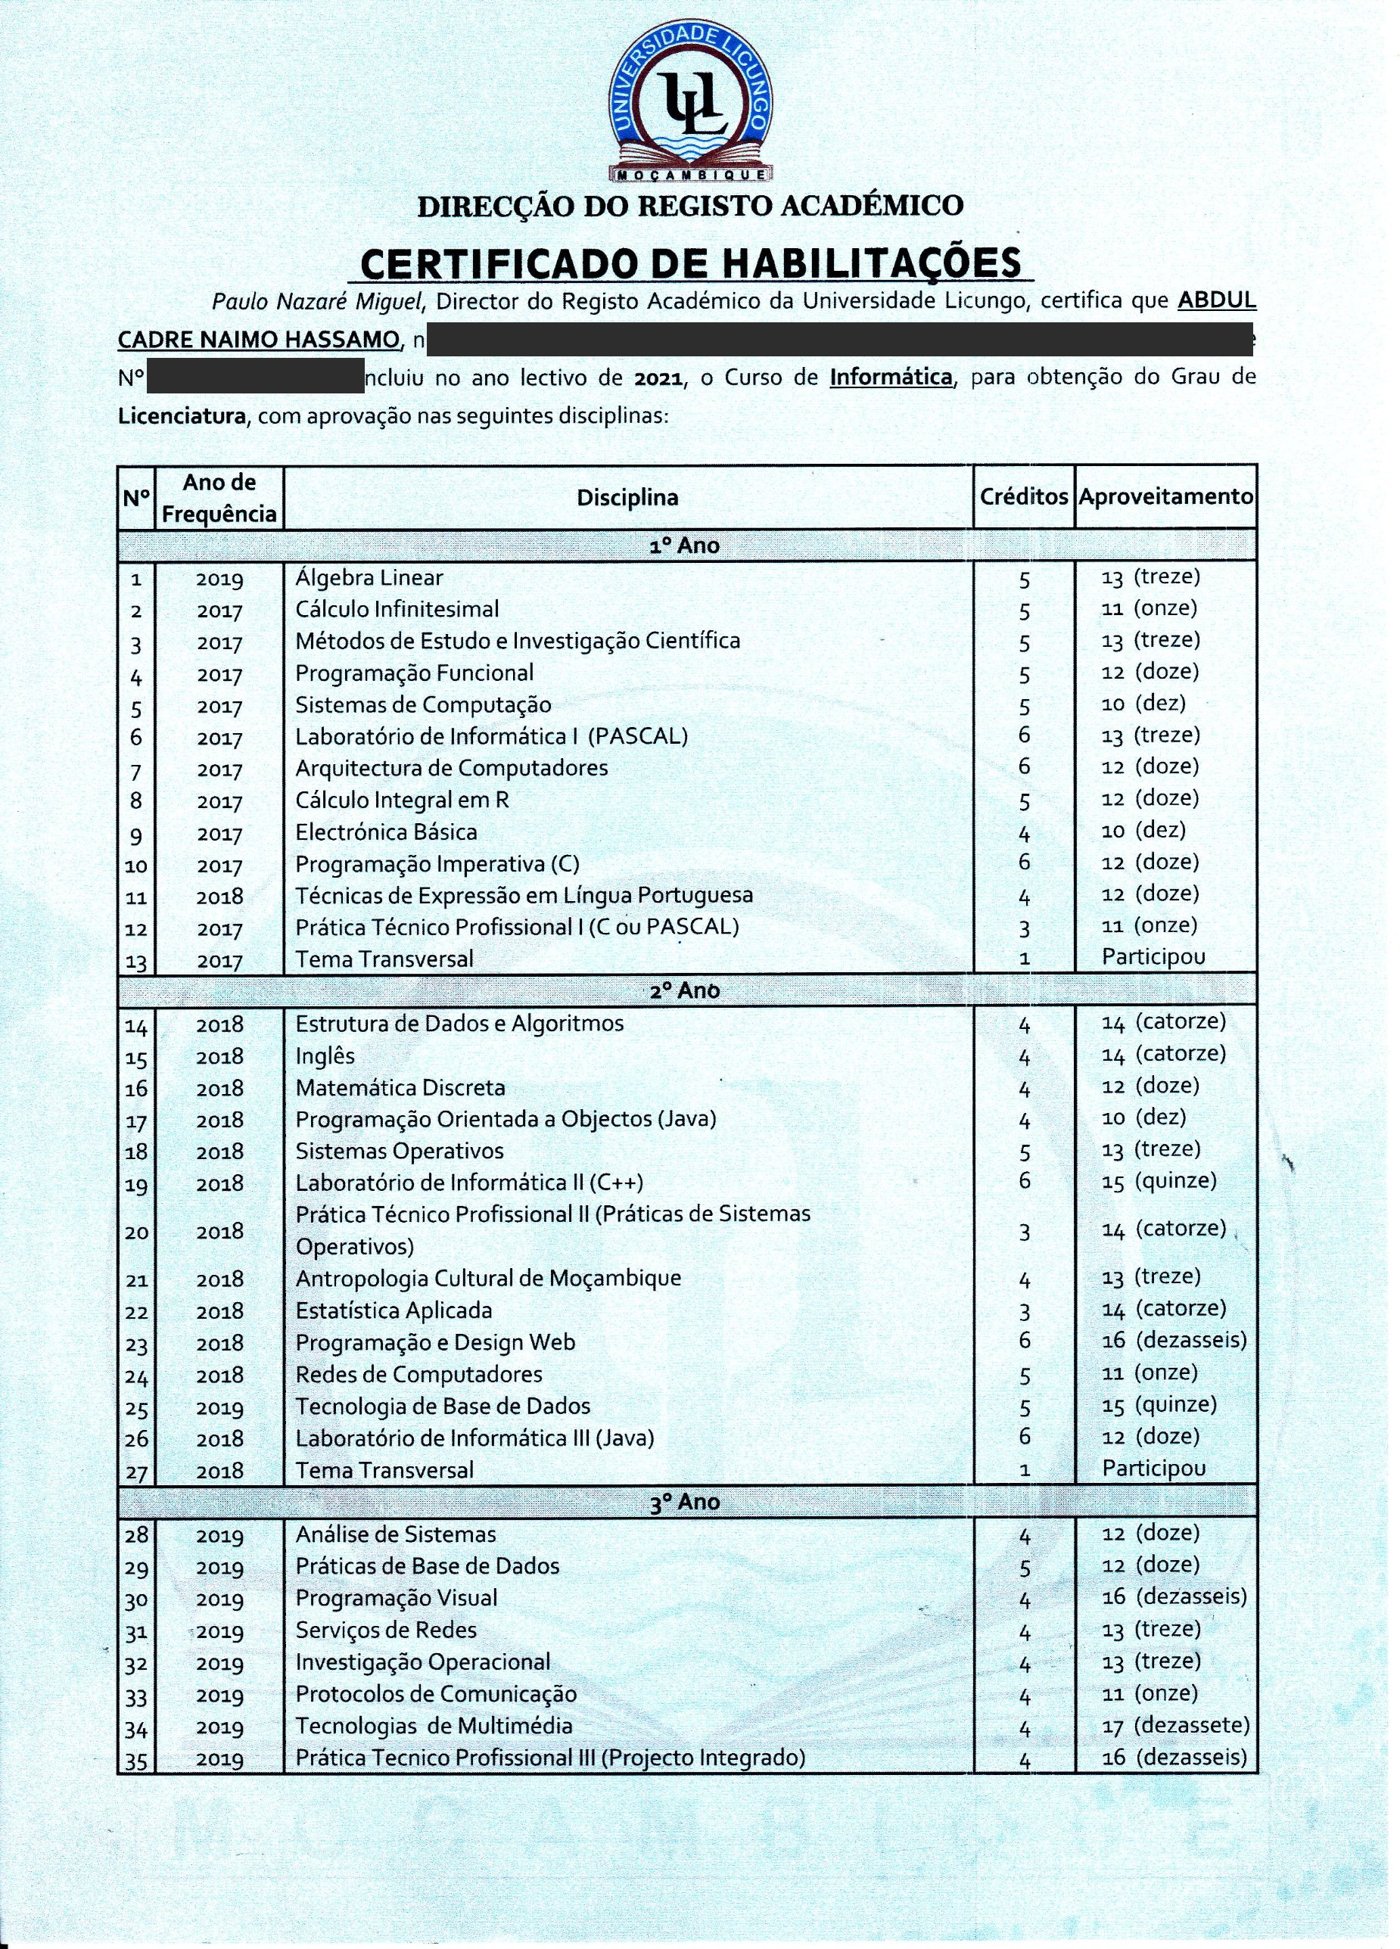 UNIVERSIDADE LICUNGO
UL
MOÇAMBIQUE
DIRECÇÃO DO REGISTO ACADÉMICO
CERTIFICADO DE HABILITAÇÕES
Paulo Nazaré Miguel, Director do Registo Académico da Universidade Licungo, certifica que ABDUL
CADRE NAIMO HASSAMO, n
Nº ncluiu no ano lectivo de 2021, o Curso de Informática, para obtenção do Grau de
Licenciatura, com aprovação nas seguintes disciplinas:
Nº Ano de Frequência Disciplina Créditos Aproveitamento
1º Ano
1 2019 Álgebra Linear 5 13 (treze)
2 2017 Cálculo Infinitesimal 5 11 (onze)
3 2017 Métodos de Estudo e Investigação Científica 5 13 (treze)
4 2017 Programação Funcional 5 12 (doze)
5 2017 Sistemas de Computação 5 10 (dez)
6 2017 Laboratório de Informática I (PASCAL) 6 13 (treze)
7 2017 Arquitectura de Computadores 6 12 (doze)
8 2017 Cálculo Integral em R 5 12 (doze)
9 2017 Electrónica Básica 4 10 (dez)
10 2017 Programação Imperativa (C) 6 12 (doze)
11 2018 Técnicas de Expressão em Língua Portuguesa 4 12 (doze)
12 2017 Prática Técnico Profissional I (C ou PASCAL) 3 11 (onze)
13 2017 Tema Transversal 1 Participou
2º Ano
14 2018 Estrutura de Dados e Algoritmos 4 14 (catorze)
15 2018 Inglês 4 14 (catorze)
16 2018 Matemática Discreta 4 12 (doze)
17 2018 Programação Orientada a Objectos (Java) 4 10 (dez)
18 2018 Sistemas Operativos 5 13 (treze)
19 2018 Laboratório de Informática II (C++) 6 15 (quinze)
20 2018 Prática Técnico Profissional II (Práticas de Sistemas Operativos) 3 14 (catorze)
21 2018 Antropologia Cultural de Moçambique 4 13 (treze)
22 2018 Estatística Aplicada 3 14 (catorze)
23 2018 Programação e Design Web 6 16 (dezasseis)
24 2018 Redes de Computadores 5 11 (onze)
25 2019 Tecnologia de Base de Dados 5 15 (quinze)
26 2018 Laboratório de Informática III (Java) 6 12 (doze)
27 2018 Tema Transversal 1 Participou
3º Ano
28 2019 Análise de Sistemas 4 12 (doze)
29 2019 Práticas de Base de Dados 5 12 (doze)
30 2019 Programação Visual 4 16 (dezasseis)
31 2019 Serviços de Redes 4 13 (treze)
32 2019 Investigação Operacional 4 13 (treze)
33 2019 Protocolos de Comunicação 4 11 (onze)
34 2019 Tecnologias de Multimédia 4 17 (dezassete)
35 2019 Prática Tecnico Profissional III (Projecto Integrado) 4 16 (dezasseis)
MOÇAMBIQUE